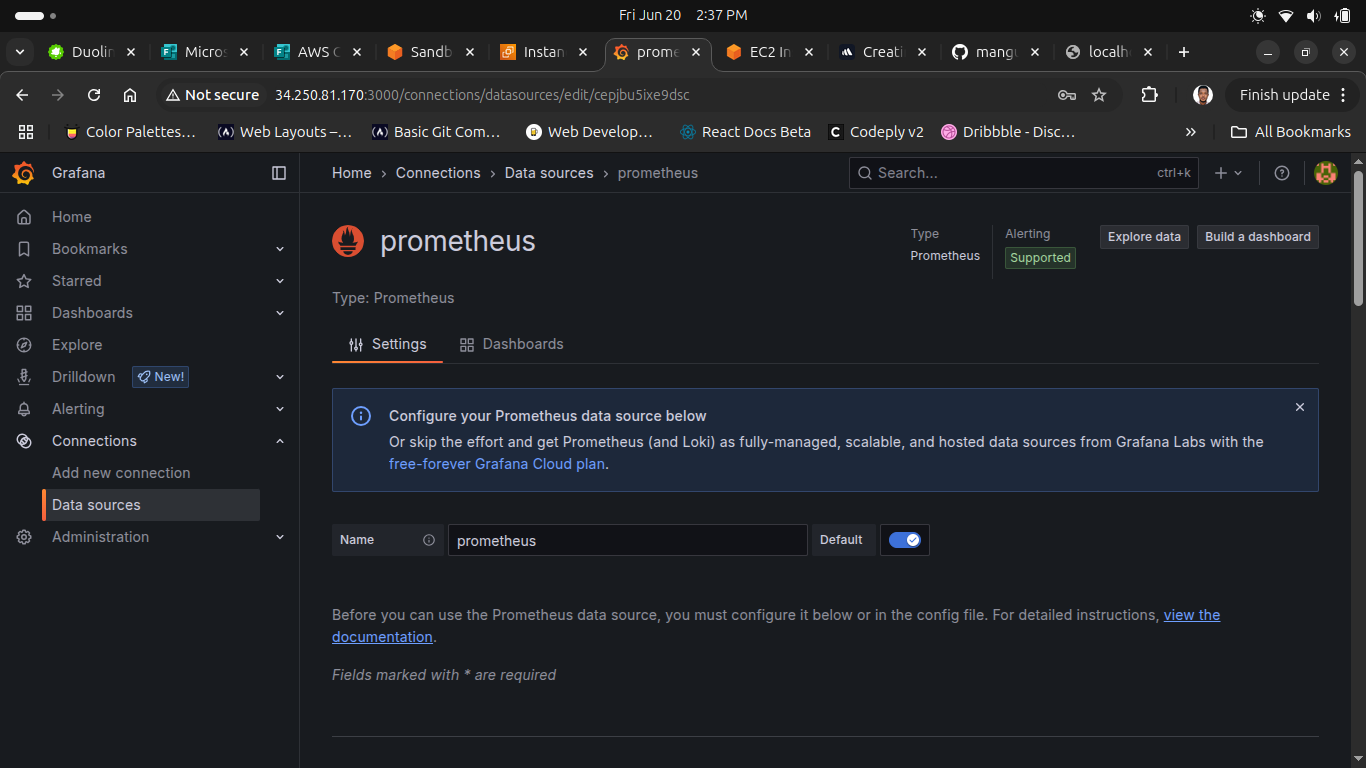 Fri Jun 20 2:37 PM
Duolin
Micros
AWS C
Sandb
Instan
prome
EC2 In
Creati
mangu
localh
Not secure 34.250.81.170:3000/connections/datasources/edit/cepjbu5ixe9dsc
Finish update
Color Palettes...
Web Layouts –...
Basic Git Com...
Web Develop...
React Docs Beta
Codeply v2
Dribbble - Disc...
All Bookmarks
Grafana
Home › Connections › Data sources › prometheus
Search... ctrl+k
Home
Bookmarks
Starred
Dashboards
Explore
Drilldown New!
Alerting
Connections
Add new connection
Data sources
Administration
prometheus
Type
Prometheus
Alerting
Supported
Explore data
Build a dashboard
Type: Prometheus
Settings
Dashboards
Configure your Prometheus data source below
Or skip the effort and get Prometheus (and Loki) as fully-managed, scalable, and hosted data sources from Grafana Labs with the
free-forever Grafana Cloud plan.
Name
prometheus
Default
Before you can use the Prometheus data source, you must configure it below or in the config file. For detailed instructions, view the
documentation.
Fields marked with * are required